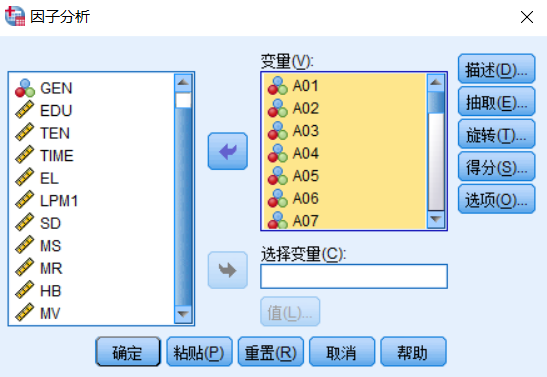 因子分析
变量(V):
GEN
EDU
TEN
TIME
EL
LPM1
SD
MS
MR
HB
MV
A01
A02
A03
A04
A05
A06
A07
选择变量(C):
值(L)...
描述(D)...
抽取(E)...
旋转(T)...
得分(S)...
选项(O)...
确定
粘贴(P)
重置(R)
取消
帮助